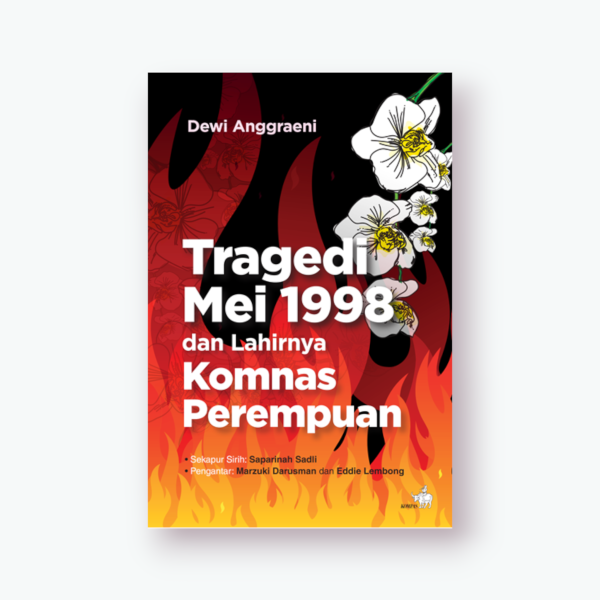 Dewi Anggraeni
Tragedi
Mei 1998
dan Lahirnya
Komnas
Perempuan
• Sekapur Sirih: Saparinah Sadli
• Pengantar: Marzuki Darusman dan Eddie Lembong